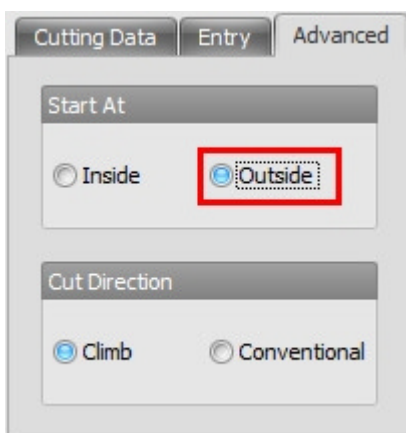 Cutting Data Entry Advanced
Start At
Inside Outside
Cut Direction
Climb Conventional